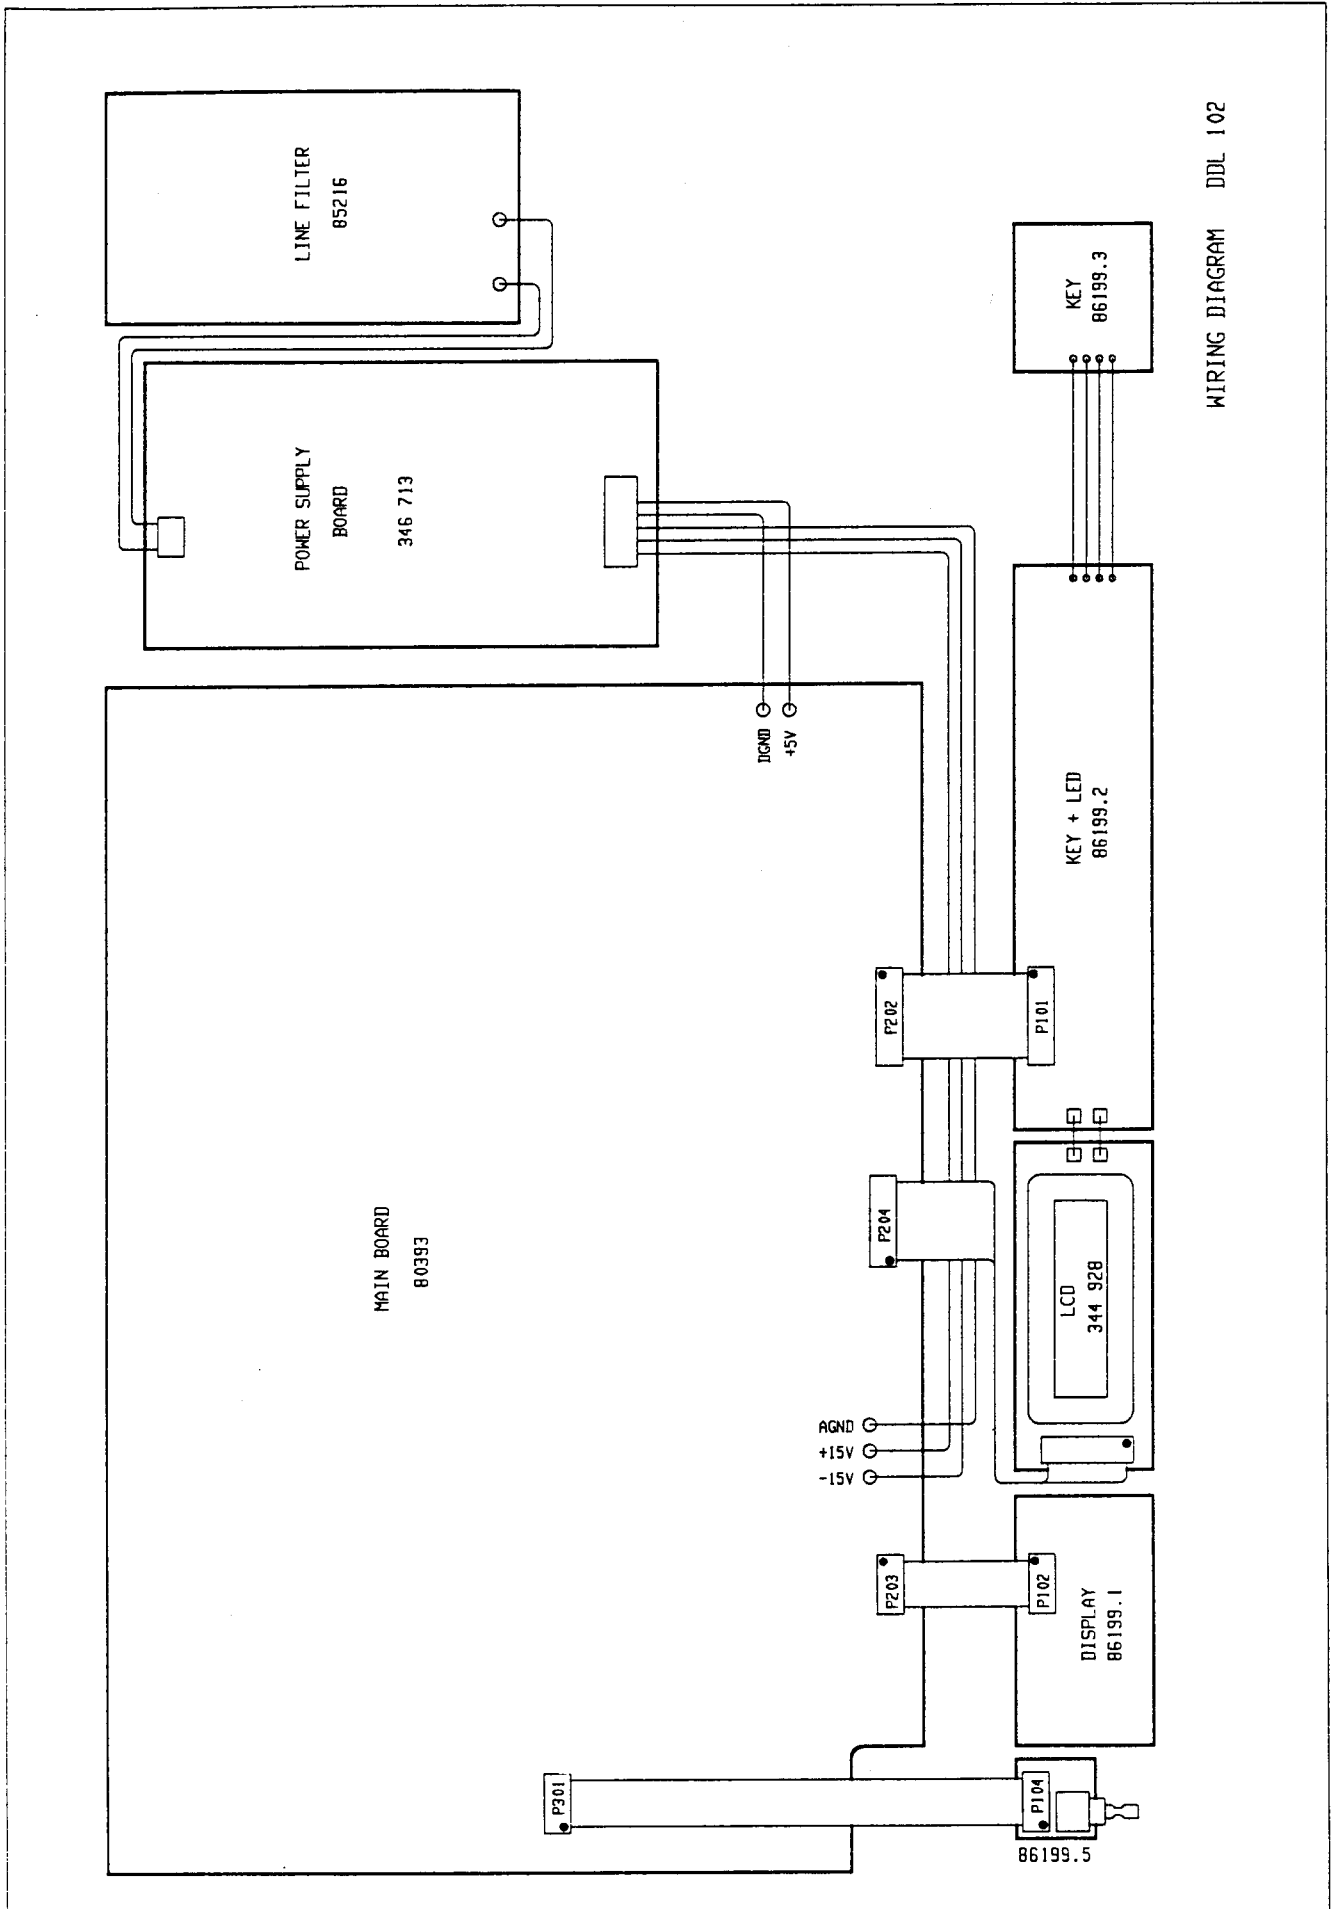 LINE FILTER
85216
POWER SUPPLY
BOARD
346 713
MAIN BOARD
80393
DGND
+5V
AGND
+15V
-15V
P202
P204
P203
P301
P101
P102
P104
KEY
86199.3
KEY + LED
86199.2
LCD
344 928
DISPLAY
86199.1
86199.5
WIRING DIAGRAM DDL 102